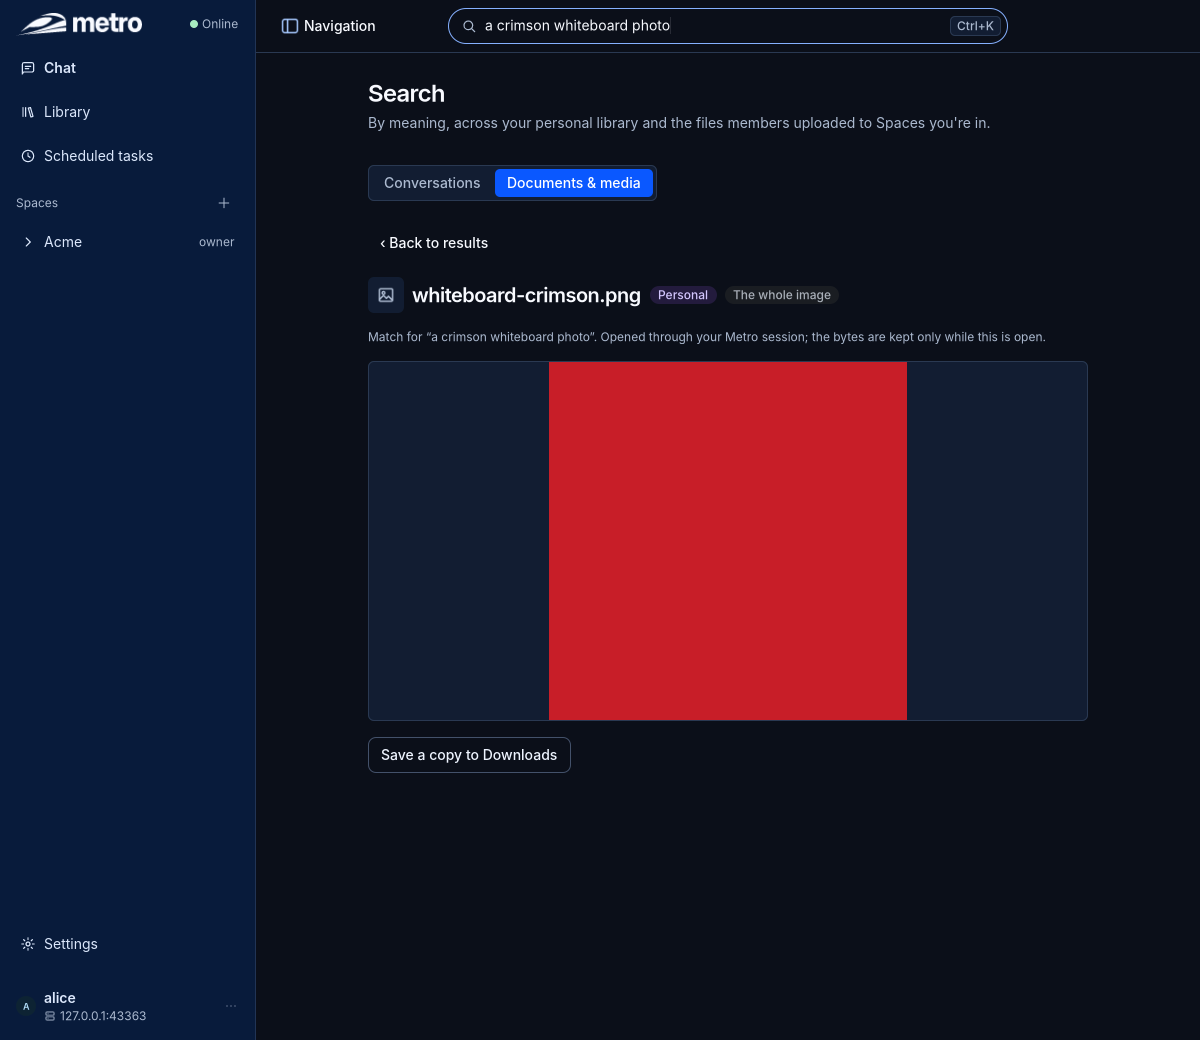 metro
Online
Chat
Library
Scheduled tasks
Spaces
Acme
owner
Settings
A
alice
127.0.0.1:43363
Navigation
a crimson whiteboard photo
Ctrl+K
Search
By meaning, across your personal library and the files members uploaded to Spaces you're in.
Conversations
Documents & media
‹ Back to results
whiteboard-crimson.png
Personal
The whole image
Match for “a crimson whiteboard photo”. Opened through your Metro session; the bytes are kept only while this is open.
Save a copy to Downloads